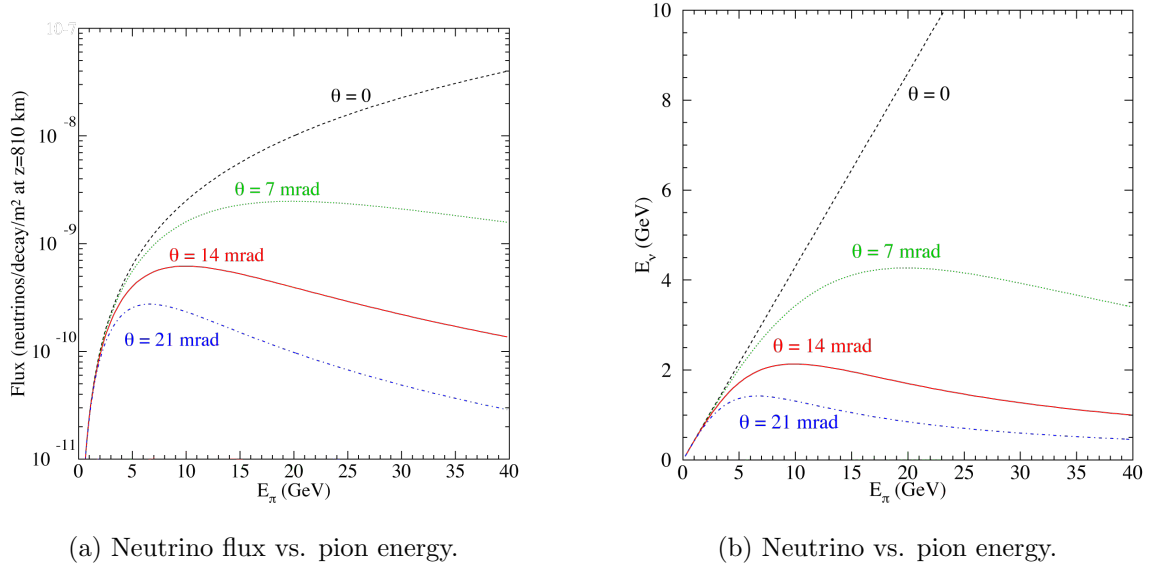 10-7
10 -8
10 -9
10 -10
10 -11
Flux (neutrinos/decay/m² at z=810 km)
θ = 0
θ = 7 mrad
θ = 14 mrad
θ = 21 mrad
0 5 10 15 20 25 30 35 40
E_π (GeV)
(a) Neutrino flux vs. pion energy.
10
8
6
4
2
0
E_ν (GeV)
θ = 0
θ = 7 mrad
θ = 14 mrad
θ = 21 mrad
0 5 10 15 20 25 30 35 40
E_π (GeV)
(b) Neutrino vs. pion energy.